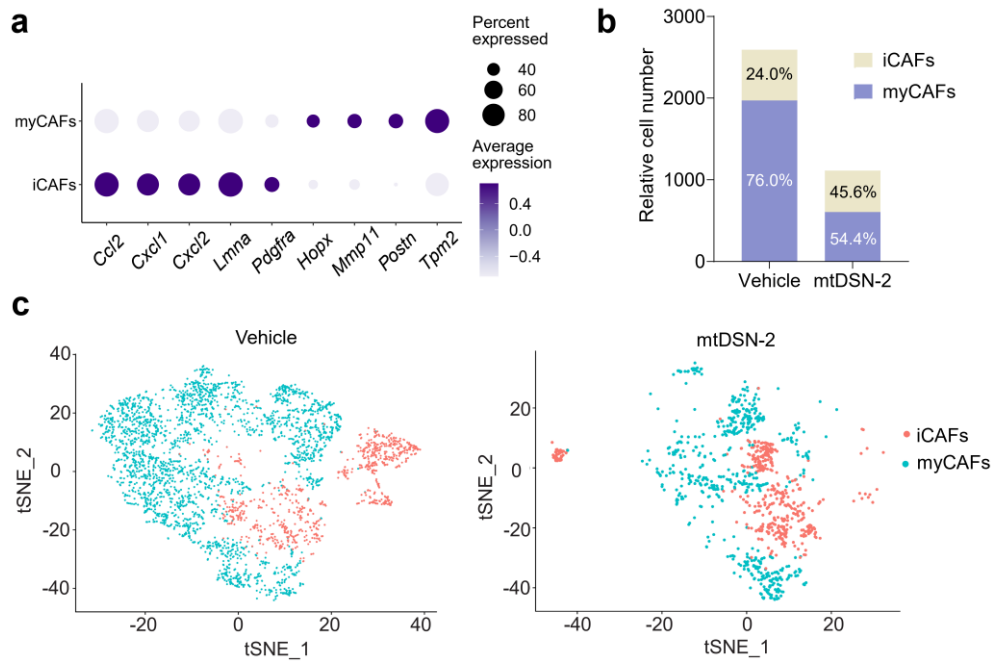 a
Percent
expressed
40
60
80
myCAFs
iCAFs
Average
expression
0.4
0.0
−0.4
Ccl2
Cxcl1
Cxcl2
Lmna
Pdgfra
Hopx
Mmp11
Postn
Tpm2
b
Relative cell number
3000
2000
1000
0
24.0%
76.0%
45.6%
54.4%
Vehicle
mtDSN-2
iCAFs
myCAFs
c
Vehicle
tSNE_2
40
20
0
-20
-40
-20
0
20
40
tSNE_1
mtDSN-2
tSNE_2
20
0
-20
-40
-40
-20
0
20
tSNE_1
iCAFs
myCAFs